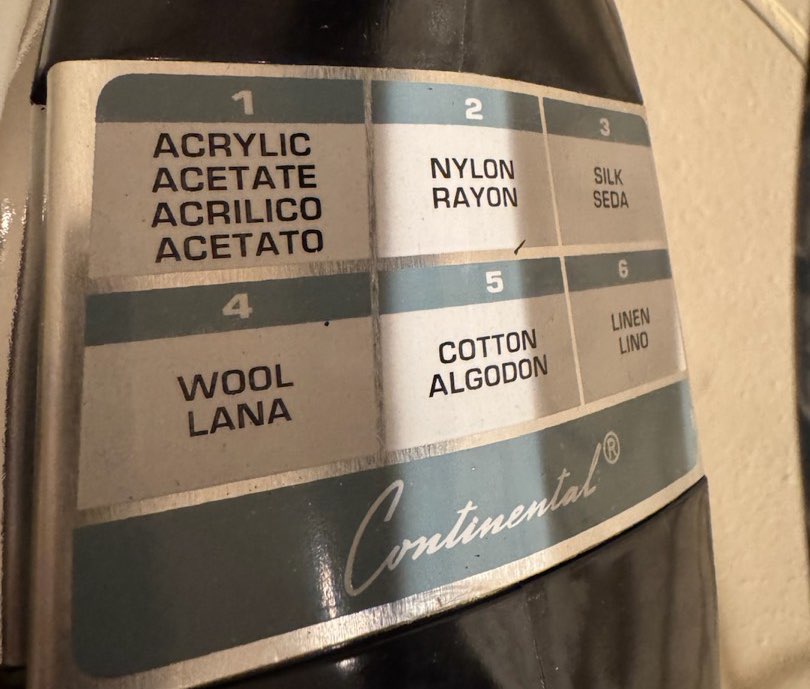 1
ACRYLIC
ACETATE
ACRILICO
ACETATO
2
NYLON
RAYON
3
SILK
SEDA
4
WOOL
LANA
5
COTTON
ALGODON
6
LINEN
LINO
Continental®